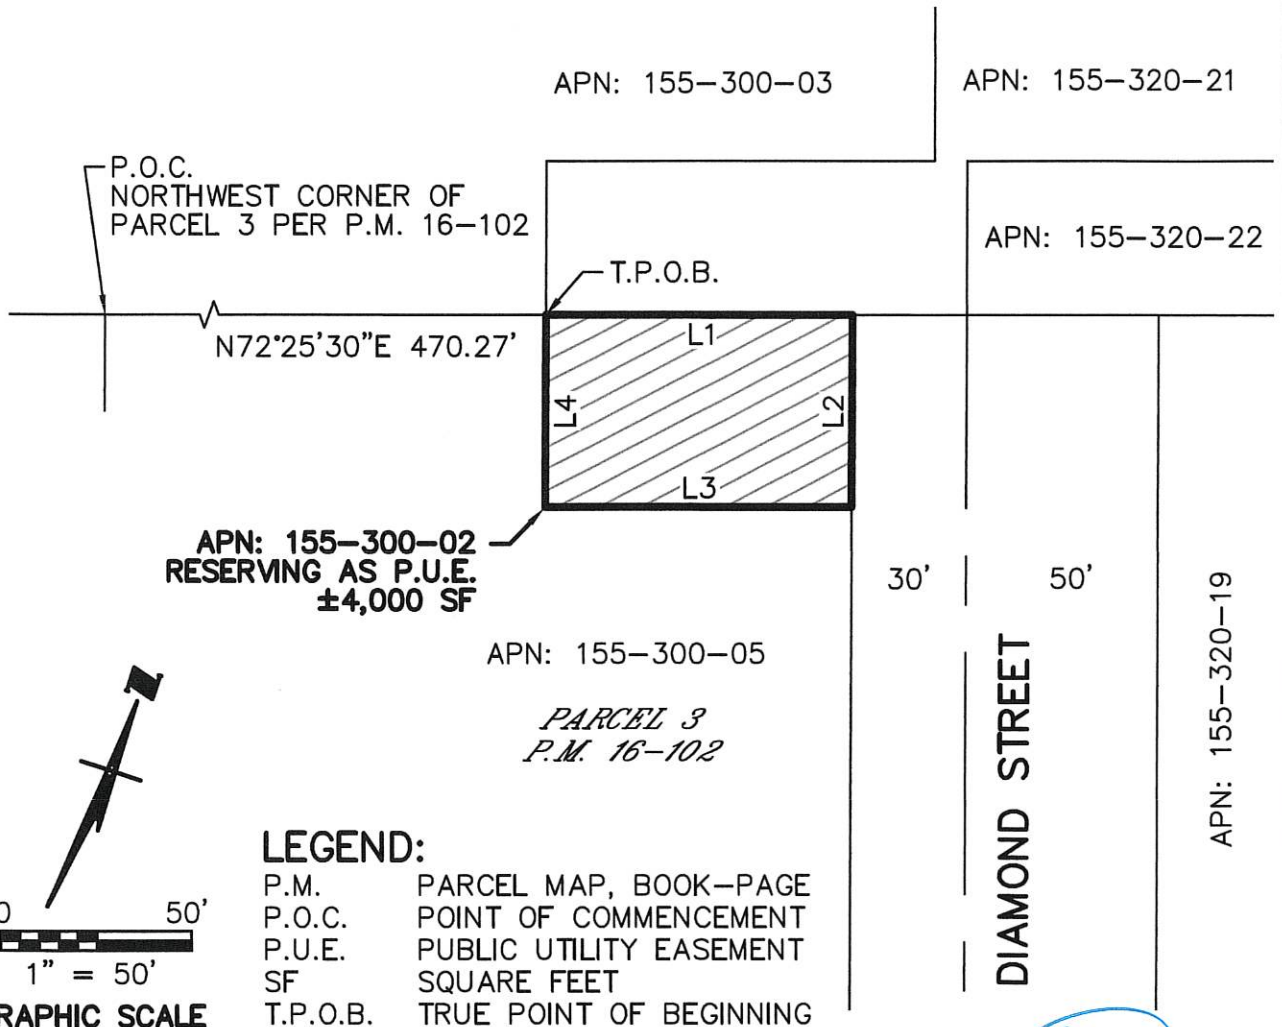 APN: 155-300-03
APN: 155-320-21
P.O.C.
NORTHWEST CORNER OF
PARCEL 3 PER P.M. 16-102
APN: 155-320-22
T.P.O.B.
N72°25'30"E 470.27'
L1
L4
L2
L3
APN: 155-300-02
RESERVING AS P.U.E.
±4,000 SF
30'
50'
APN: 155-300-05
PARCEL 3
P.M. 16-102
DIAMOND STREET
APN: 155-320-19
LEGEND:
P.M. PARCEL MAP, BOOK-PAGE
P.O.C. POINT OF COMMENCEMENT
P.U.E. PUBLIC UTILITY EASEMENT
SF SQUARE FEET
T.P.O.B. TRUE POINT OF BEGINNING
0 50'
1" = 50'
RAPHIC SCALE